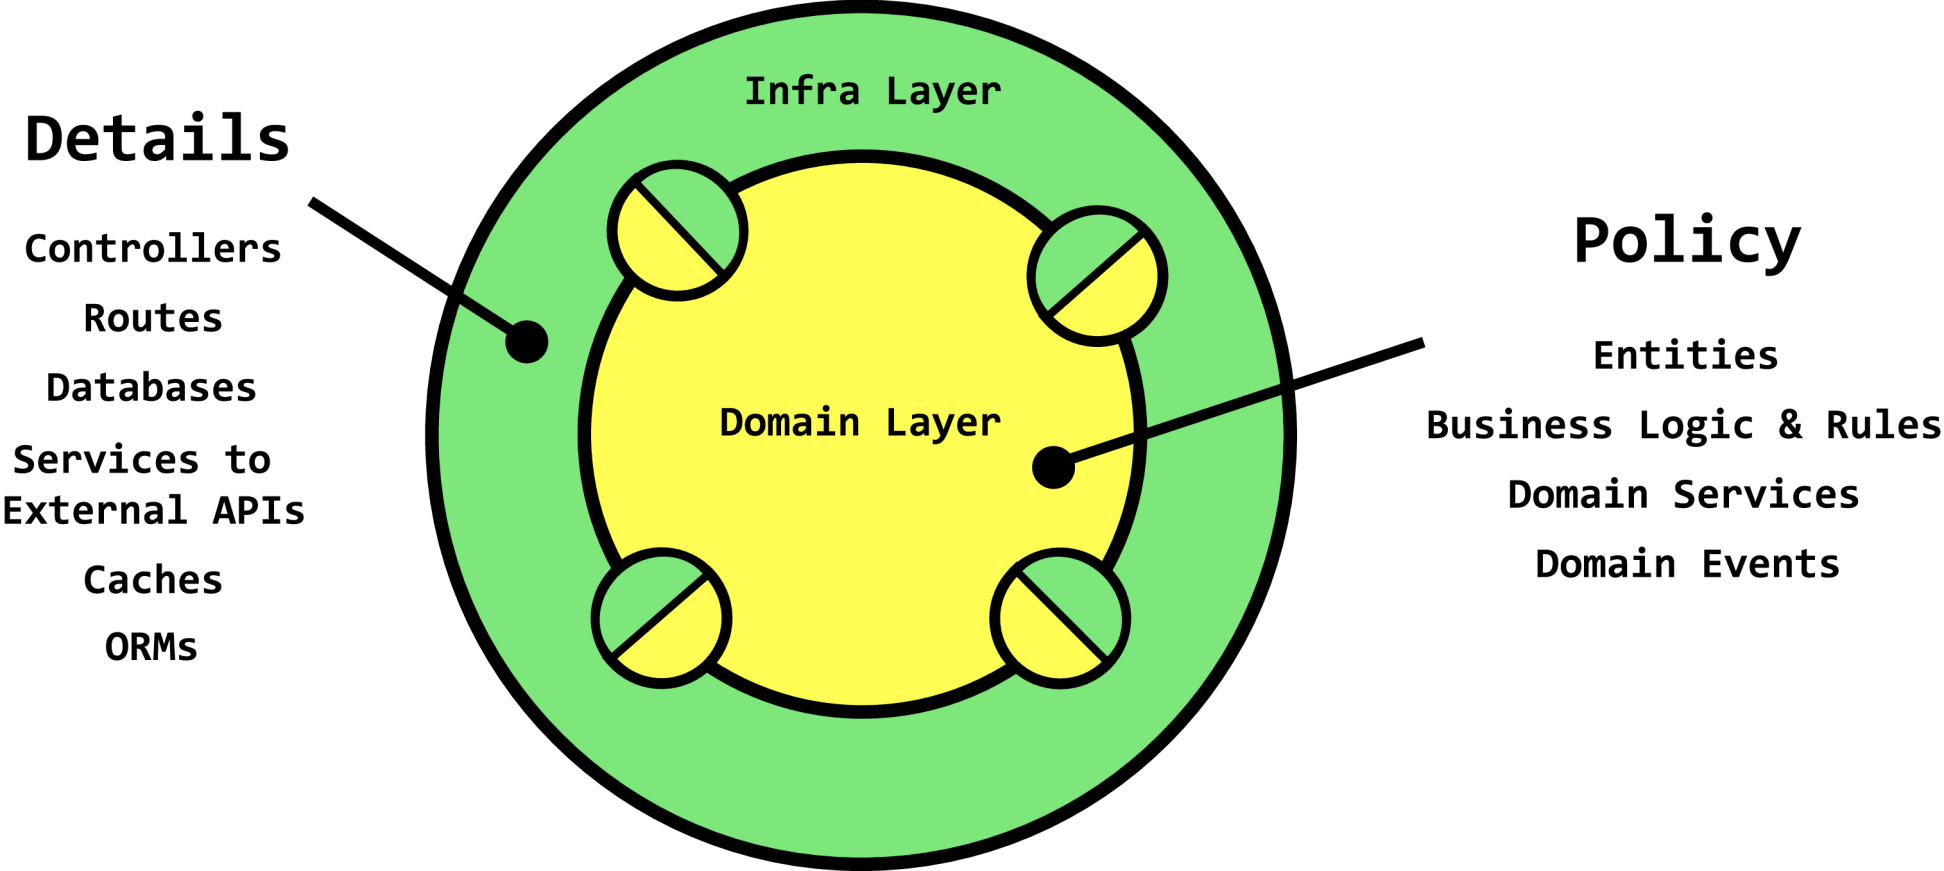 Infra Layer
Details
Controllers
Routes
Databases
Services to
External APIs
Caches
ORMs
Domain Layer
Policy
Entities
Business Logic & Rules
Domain Services
Domain Events